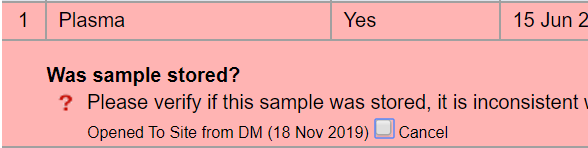 1 Plasma Yes 15 Jun 2
Was sample stored?
? Please verify if this sample was stored, it is inconsistent
Opened To Site from DM (18 Nov 2019) Cancel